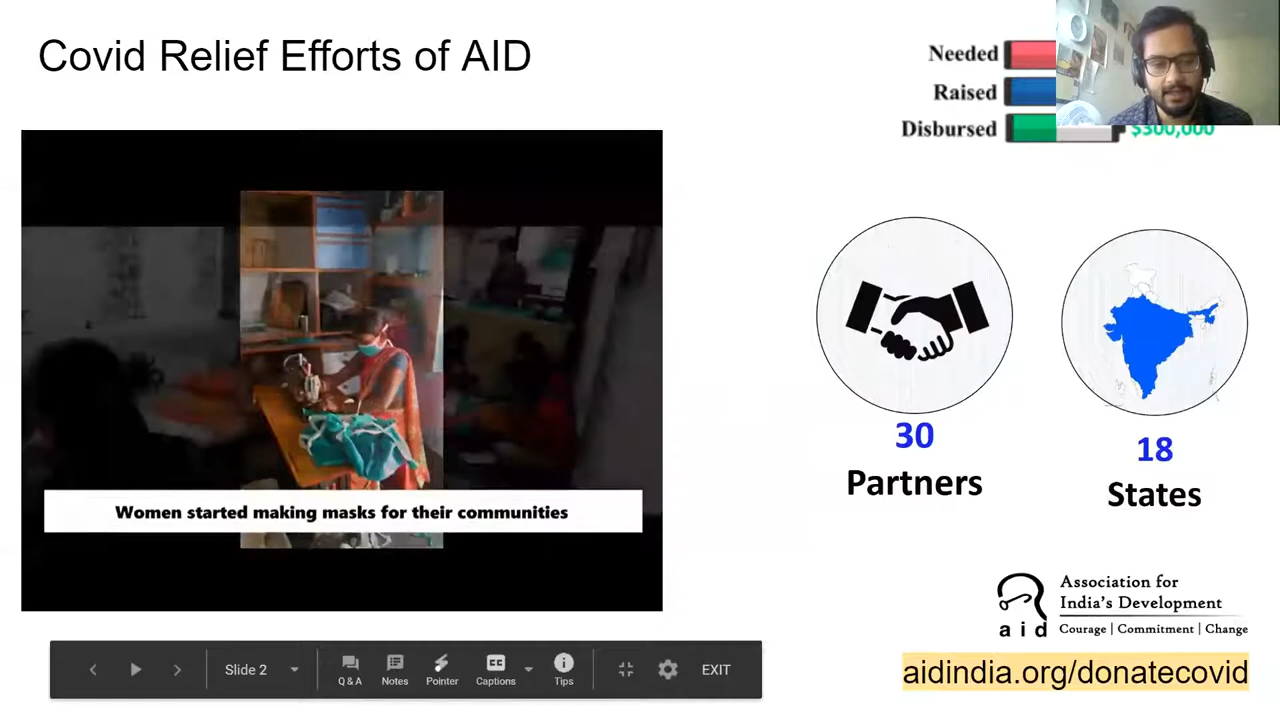 Covid Relief Efforts of AID
Needed
Raised
Disbursed
$300,000
30
Partners
18
States
Women started making masks for their communities
Association for
India's Development
aid
Courage | Commitment | Change
Slide 2
Q & A
Notes
Pointer
CC
Captions
Tips
EXIT
aidindia.org/donatecovid